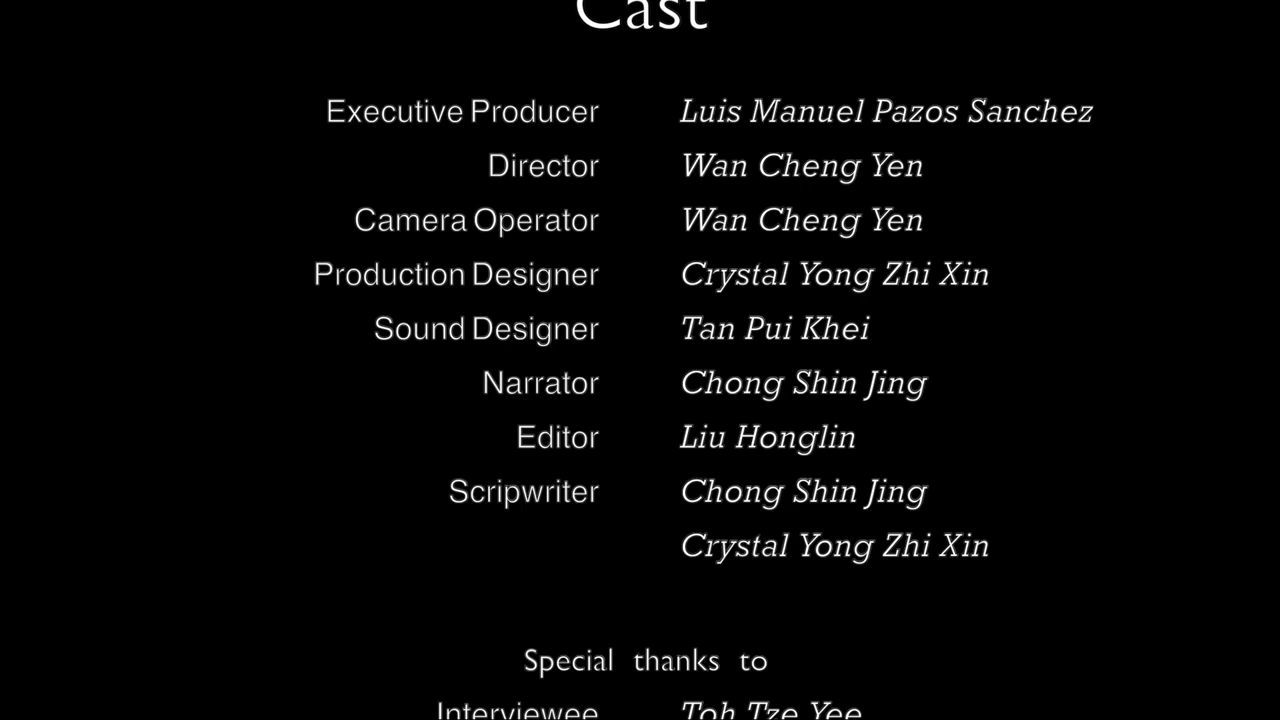 Cast
Executive Producer Luis Manuel Pazos Sanchez
Director Wan Cheng Yen
Camera Operator Wan Cheng Yen
Production Designer Crystal Yong Zhi Xin
Sound Designer Tan Pui Khei
Narrator Chong Shin Jing
Editor Liu Honglin
Scripwriter Chong Shin Jing
Crystal Yong Zhi Xin
Special thanks to
Interviewee Toh Tze Yee